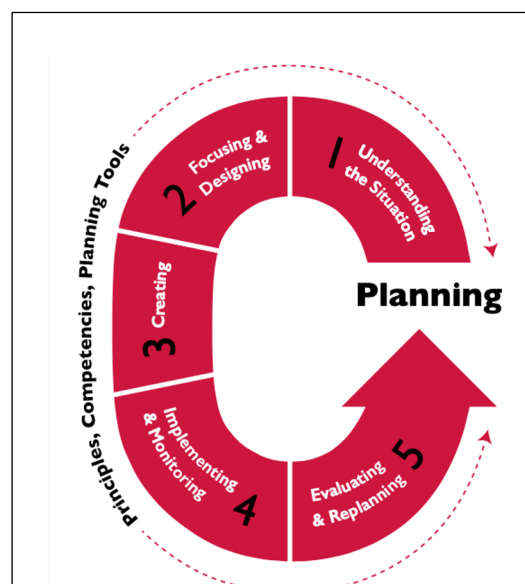 1
Understanding
the Situation
2
Focusing &
Designing
3
Creating
4
Implementing
& Monitoring
5
Evaluating
& Replanning
Planning
Principles, Competencies, Planning Tools